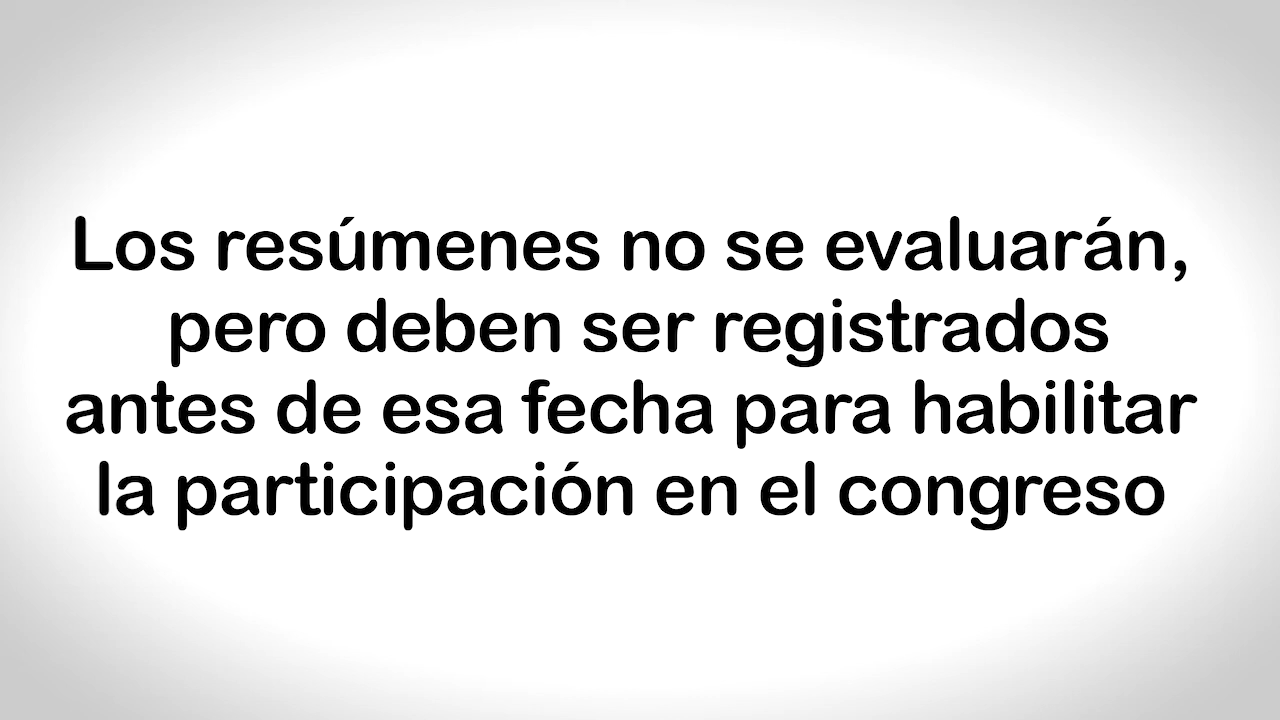 Los resúmenes no se evaluarán,
pero deben ser registrados
antes de esa fecha para habilitar
la participación en el congreso